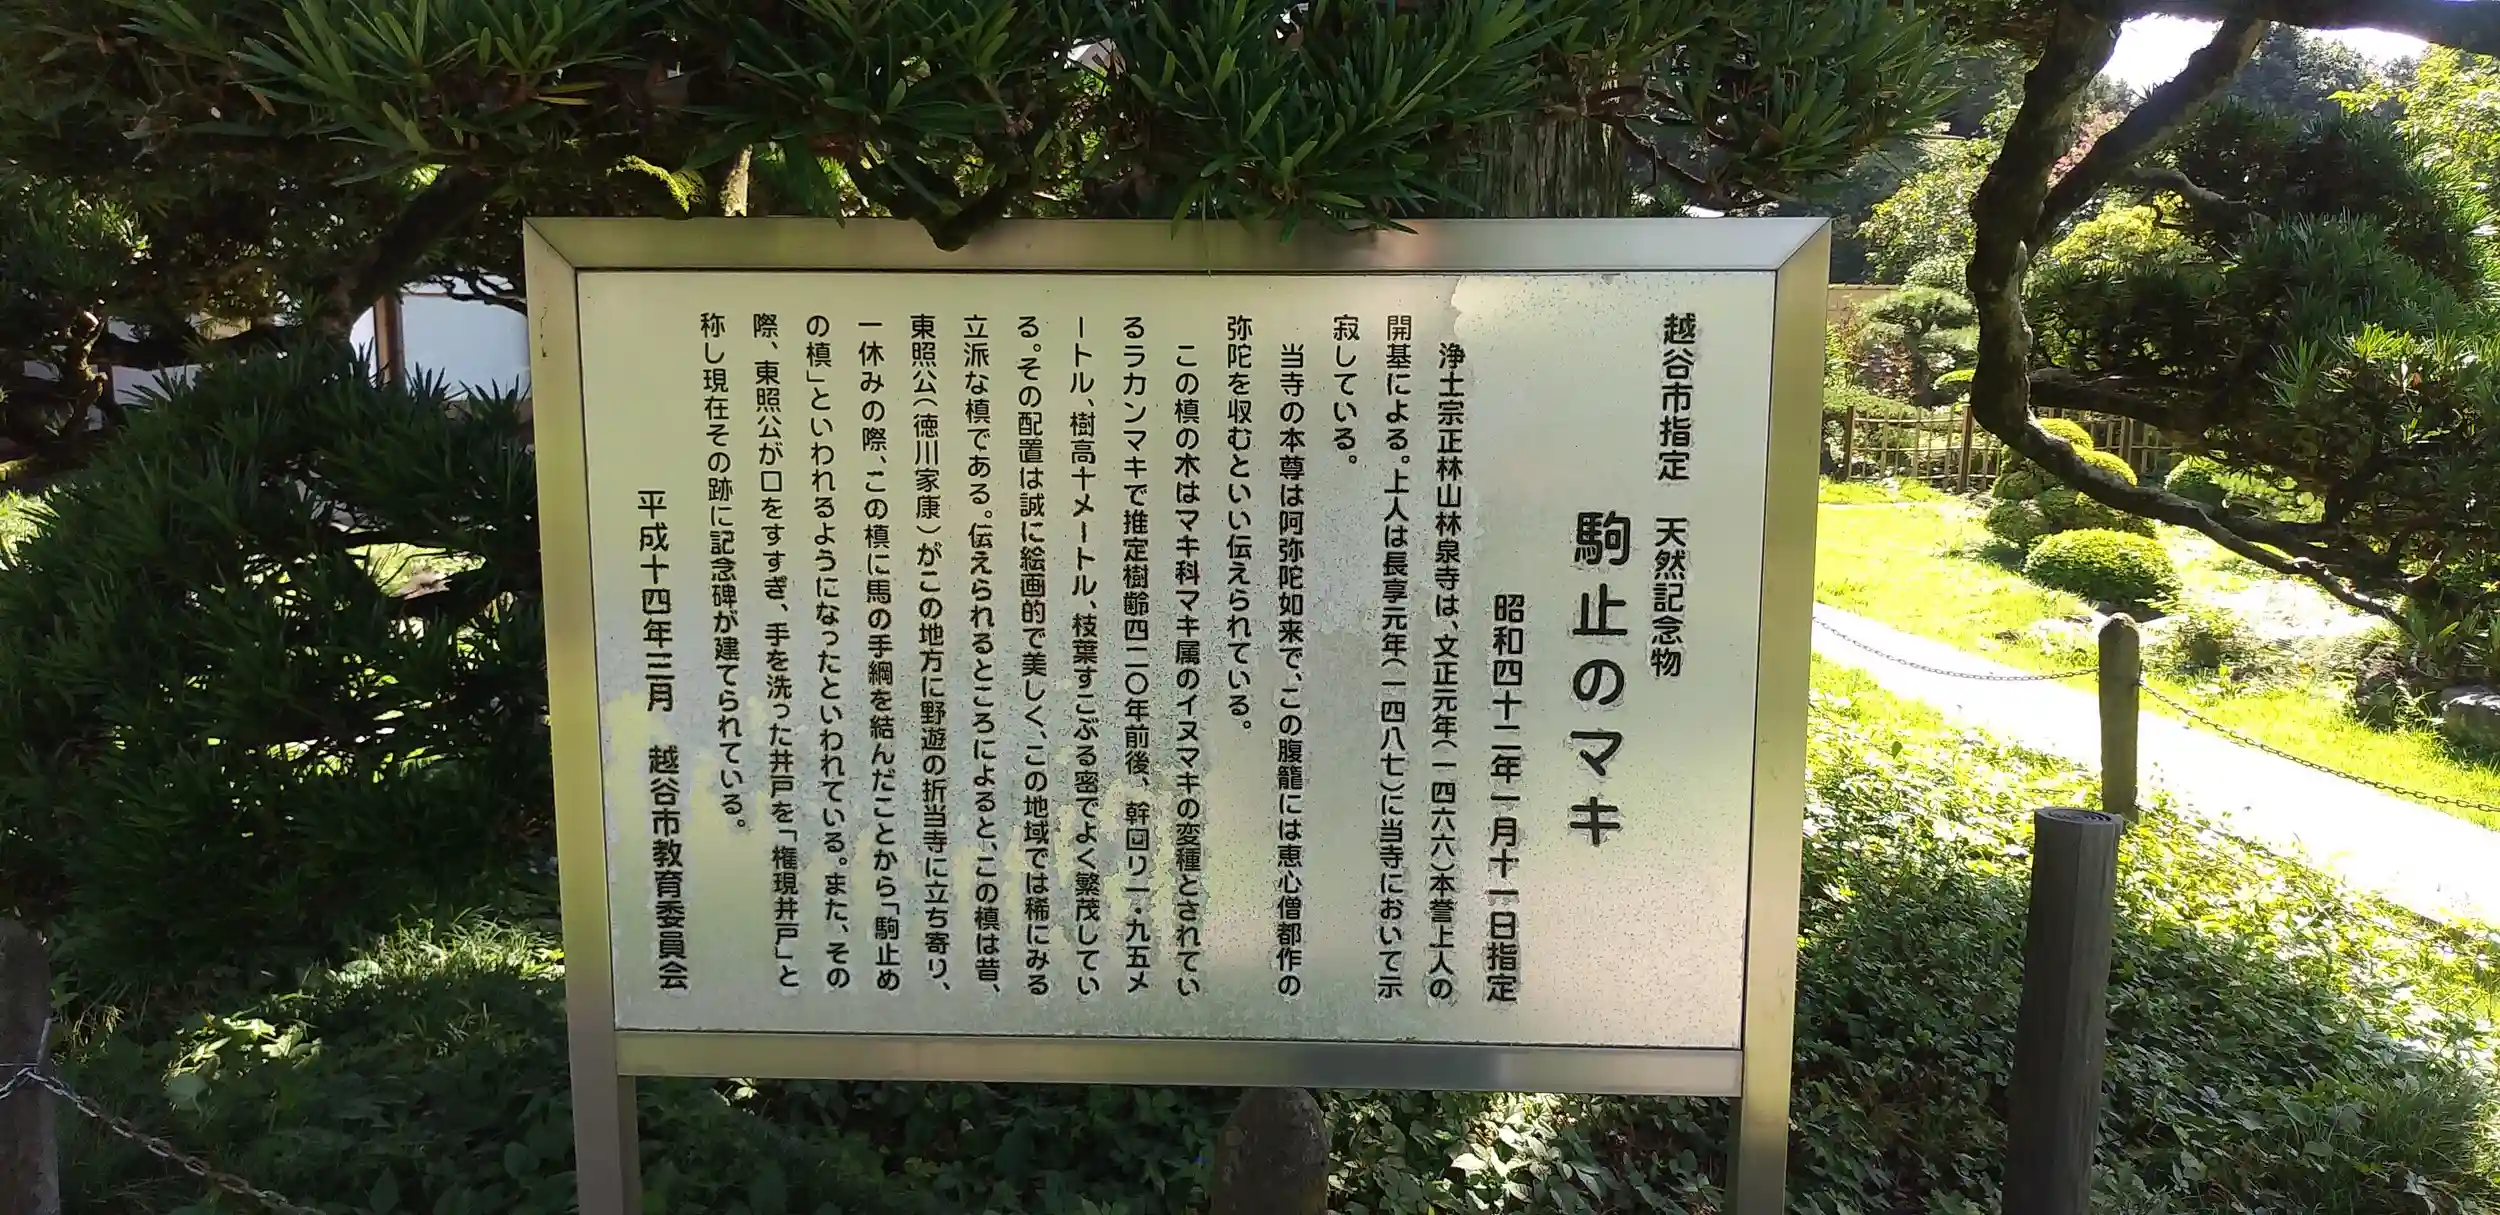 越谷市指定　天然記念物
駒止のマキ
昭和四十二年一月十一日指定
浄土宗正林山林泉寺は、文正元年（一四六六）本誉上人の
開基による。上人は長享元年（一四八七）に当寺において示
寂している。
当寺の本尊は阿弥陀如来で、この腹籠には恵心僧都作の
弥陀を収むといい伝えられている。
この槙の木はマキ科マキ属のイヌマキの変種とされてい
るラカンマキで推定樹齢四二〇年前後、幹回り一・九五メ
ートル、樹高十メートル、枝葉すこぶる密でよく繁茂してい
る。その配置は誠に絵画的で美しく、この地域では稀にみる
立派な槙である。伝えられるところによると、この槙は昔、
東照公（徳川家康）がこの地方に野遊の折当寺に立ち寄り、
一休みの際、この槙に馬の手綱を結んだことから「駒止め
の槙」といわれるようになったといわれている。また、その
際、東照公が口をすすぎ、手を洗った井戸を「権現井戸」と
称し現在その跡に記念碑が建てられている。
平成十四年三月　越谷市教育委員会